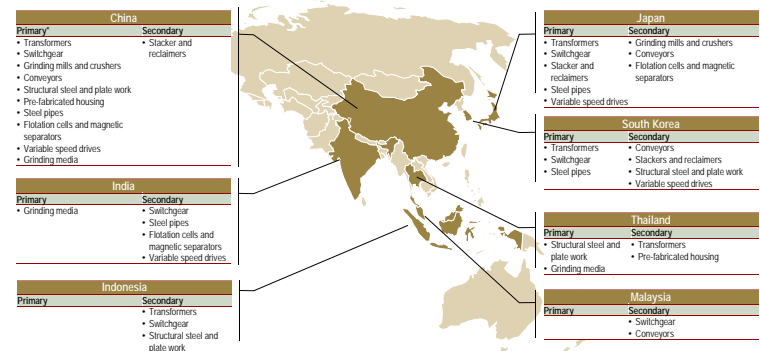 China
Primary* Secondary
• Transformers
• Switchgear
• Grinding mills and crushers
• Conveyors
• Structural steel and plate work
• Pre-fabricated housing
• Steel pipes
• Flotation cells and magnetic
separators
• Variable speed drives
• Grinding media
• Stacker and
reclaimers
India
Primary Secondary
• Grinding media
• Switchgear
• Steel pipes
• Flotation cells and
magnetic separators
• Variable speed drives
Indonesia
Primary Secondary
• Transformers
• Switchgear
• Structural steel and
plate work
Japan
Primary Secondary
• Transformers
• Switchgear
• Stacker and
reclaimers
• Steel pipes
• Variable speed drives
• Grinding mills and crushers
• Conveyors
• Flotation cells and magnetic
separators
South Korea
Primary Secondary
• Transformers
• Switchgear
• Steel pipes
• Conveyors
• Stackers and reclaimers
• Structural steel and plate work
• Variable speed drives
Thailand
Primary Secondary
• Structural steel and
plate work
• Grinding media
• Transformers
• Pre-fabricated housing
Malaysia
Primary Secondary
• Switchgear
• Conveyors